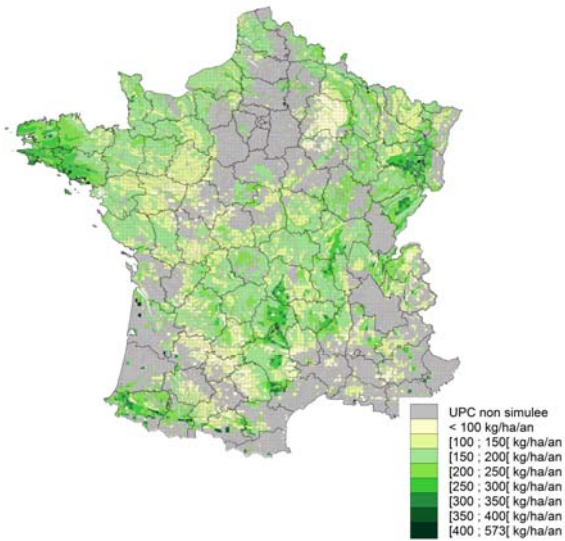 UPC non simulee
< 100 kg/ha/an
[100 ; 150[ kg/ha/an
[150 ; 200[ kg/ha/an
[200 ; 250[ kg/ha/an
[250 ; 300[ kg/ha/an
[300 ; 350[ kg/ha/an
[350 ; 400[ kg/ha/an
[400 ; 573[ kg/ha/an